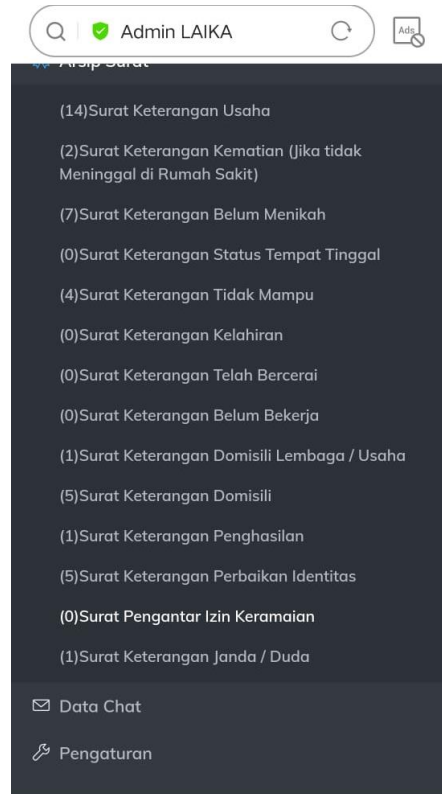 Admin LAIKA
Ads
Arsip Surat
(14)Surat Keterangan Usaha
(2)Surat Keterangan Kematian (Jika tidak
Meninggal di Rumah Sakit)
(7)Surat Keterangan Belum Menikah
(0)Surat Keterangan Status Tempat Tinggal
(4)Surat Keterangan Tidak Mampu
(0)Surat Keterangan Kelahiran
(0)Surat Keterangan Telah Bercerai
(0)Surat Keterangan Belum Bekerja
(1)Surat Keterangan Domisili Lembaga / Usaha
(5)Surat Keterangan Domisili
(1)Surat Keterangan Penghasilan
(5)Surat Keterangan Perbaikan Identitas
(0)Surat Pengantar Izin Keramaian
(1)Surat Keterangan Janda / Duda
Data Chat
Pengaturan